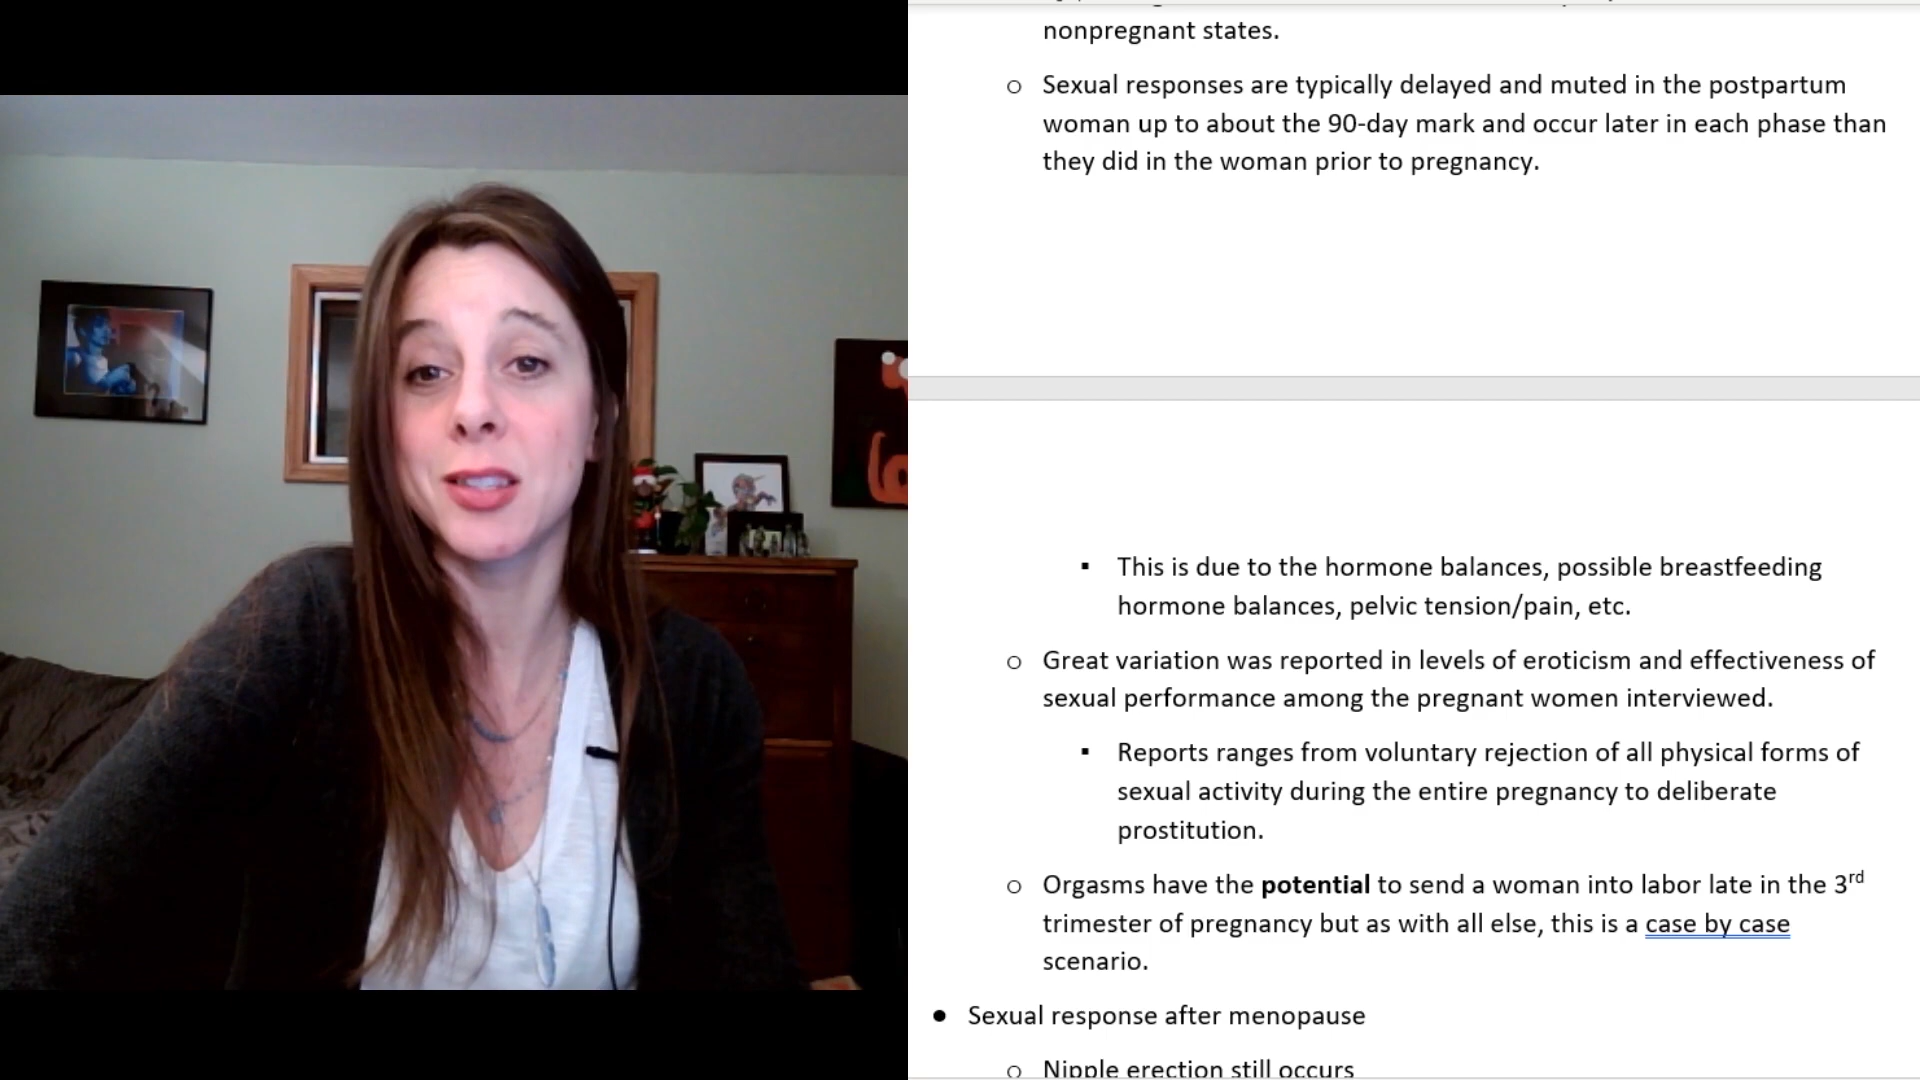 nonpregnant states.
o Sexual responses are typically delayed and muted in the postpartum
woman up to about the 90-day mark and occur later in each phase than
they did in the woman prior to pregnancy.
▪ This is due to the hormone balances, possible breastfeeding
hormone balances, pelvic tension/pain, etc.
o Great variation was reported in levels of eroticism and effectiveness of
sexual performance among the pregnant women interviewed.
▪ Reports ranges from voluntary rejection of all physical forms of
sexual activity during the entire pregnancy to deliberate
prostitution.
o Orgasms have the potential to send a woman into labor late in the 3rd
trimester of pregnancy but as with all else, this is a case by case
scenario.
● Sexual response after menopause
o Nipple erection still occurs